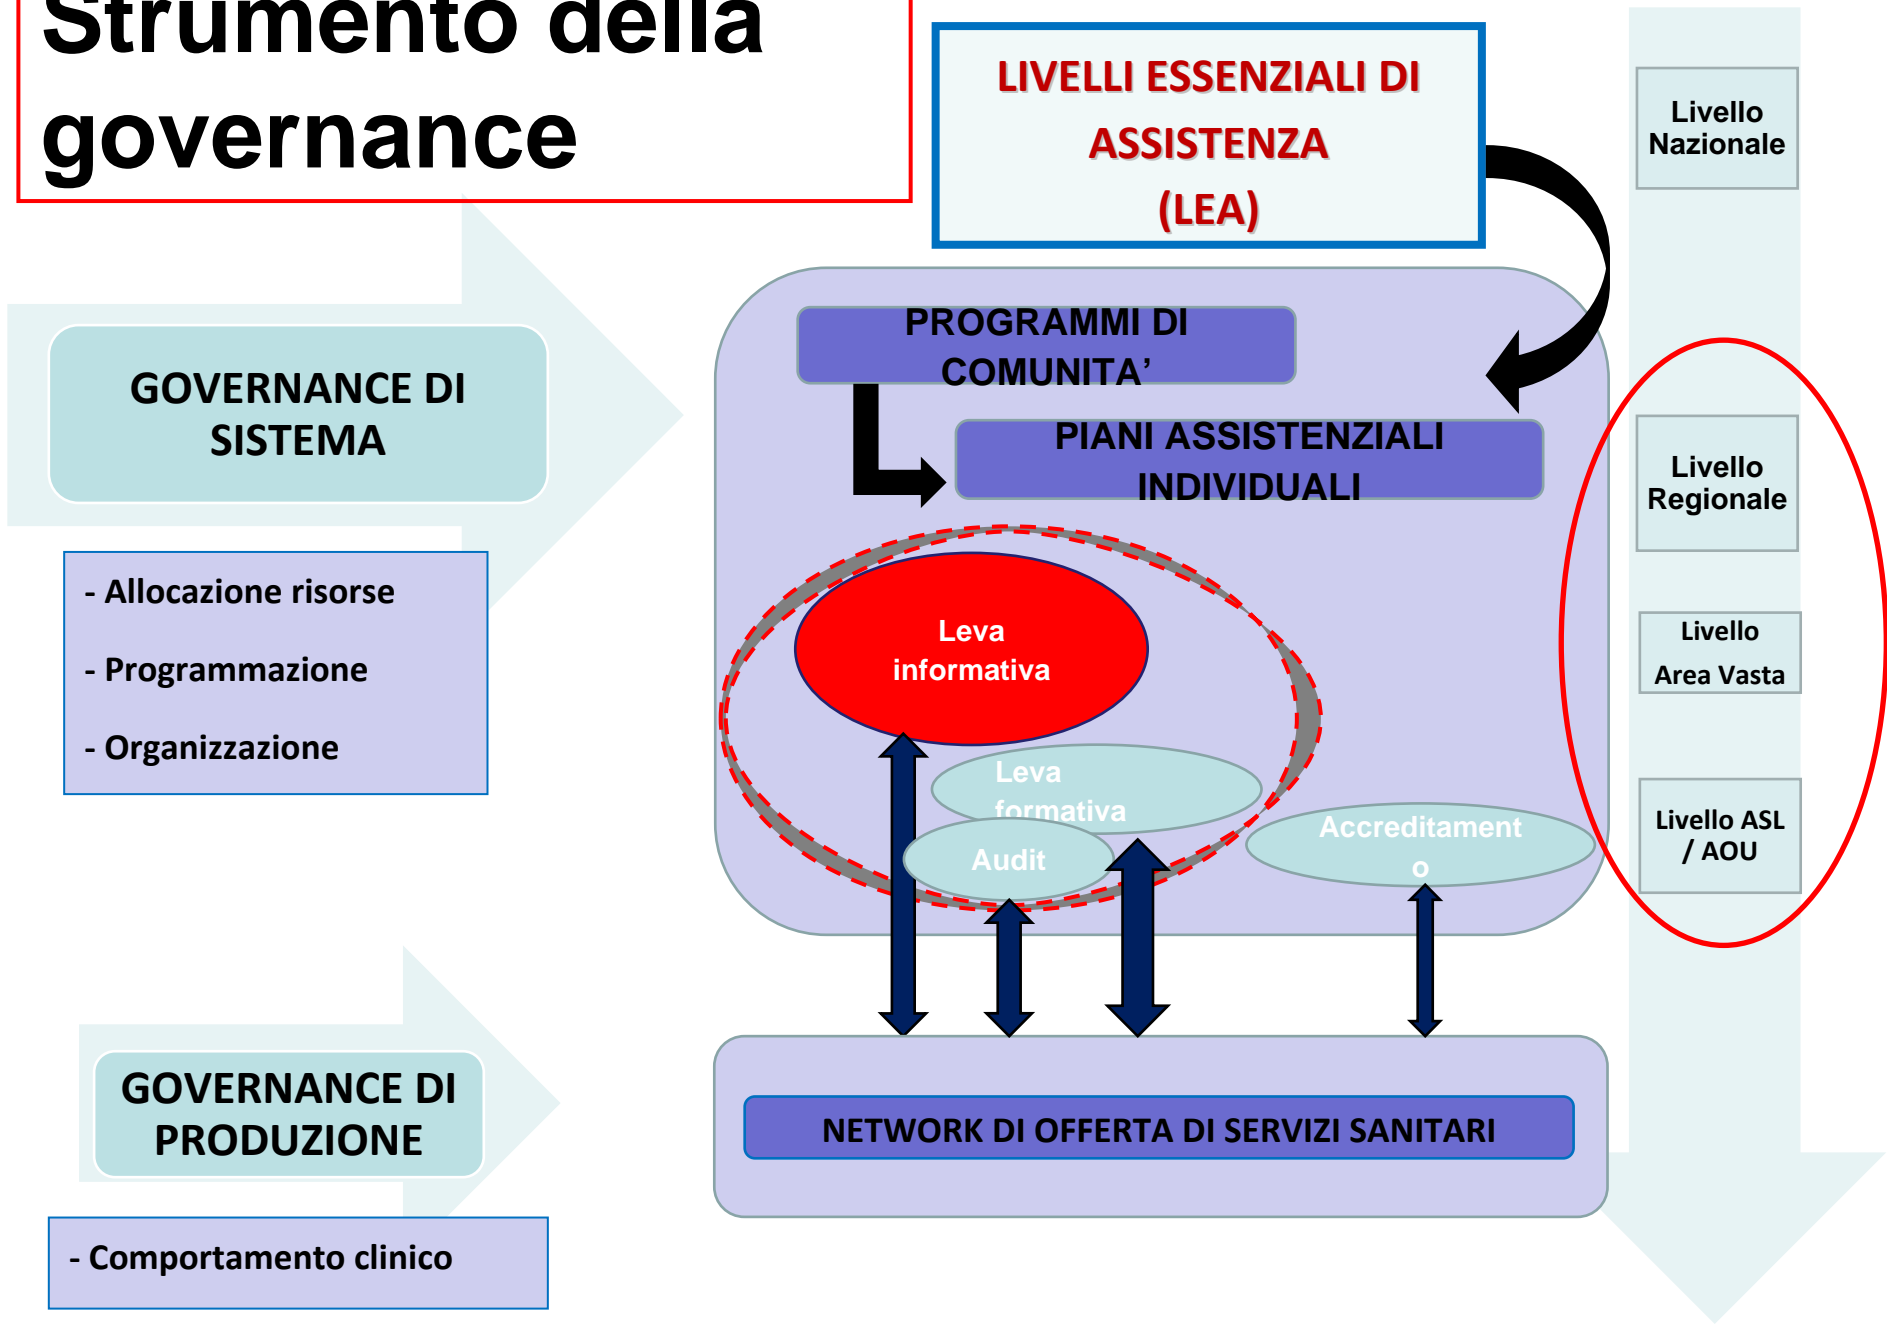 Strumento della
governance
LIVELLI ESSENZIALI DI
ASSISTENZA
(LEA)
Livello
Nazionale
PROGRAMMI DI
COMUNITA’
GOVERNANCE DI
SISTEMA
PIANI ASSISTENZIALI
INDIVIDUALI
Livello
Regionale
- Allocazione risorse
- Programmazione
- Organizzazione
Leva
informativa
Livello
Area Vasta
Leva
formativa
Audit
Accreditament
o
Livello ASL
/ AOU
GOVERNANCE DI
PRODUZIONE
NETWORK DI OFFERTA DI SERVIZI SANITARI
- Comportamento clinico